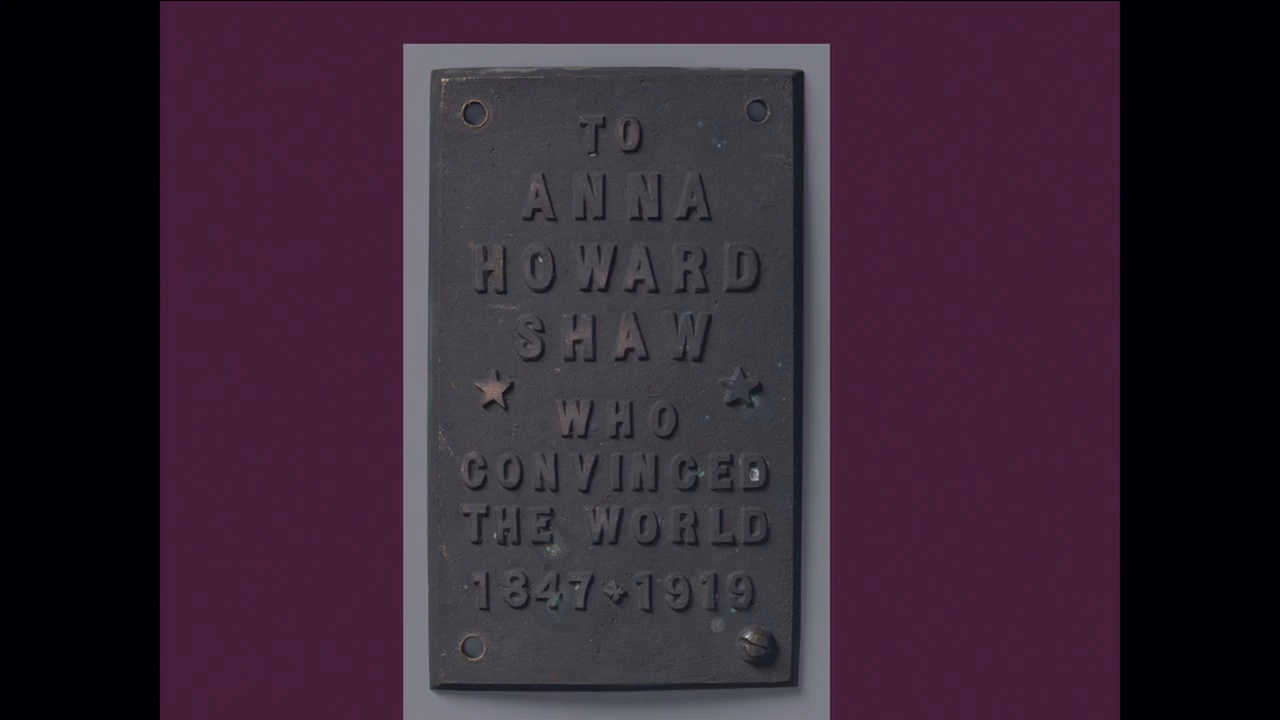 TO
ANNA
HOWARD
SHAW
WHO
CONVINCED
THE WORLD
1847 1919